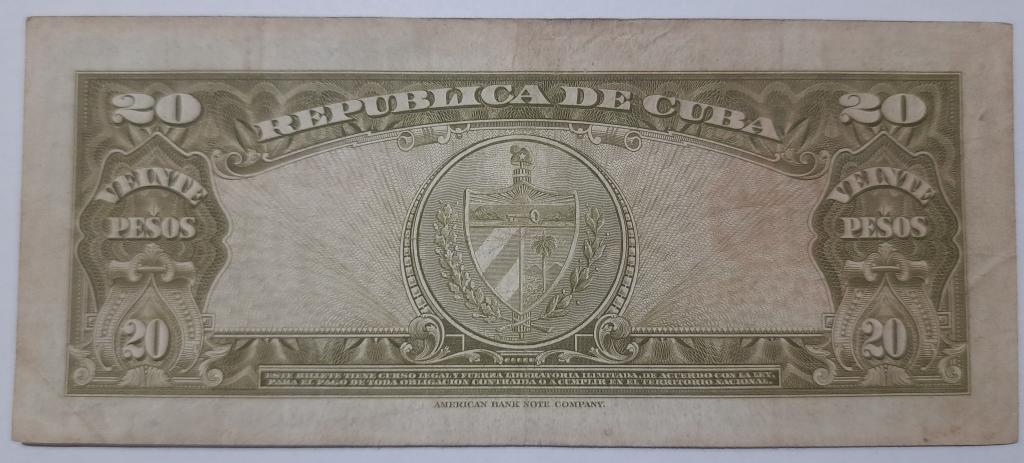 20 REPUBLICA DE CUBA 20
VEINTE VEINTE
PESOS PESOS
20 20
ESTE BILLETE TIENE CURSO LEGAL Y FUERZA LIBERATORIA ILIMITADA, DE ACUERDO CON LA LEY,
PARA EL PAGO DE TODA OBLIGACION CONTRAIDA O A CUMPLIR EN EL TERRITORIO NACIONAL.
AMERICAN BANK NOTE COMPANY.